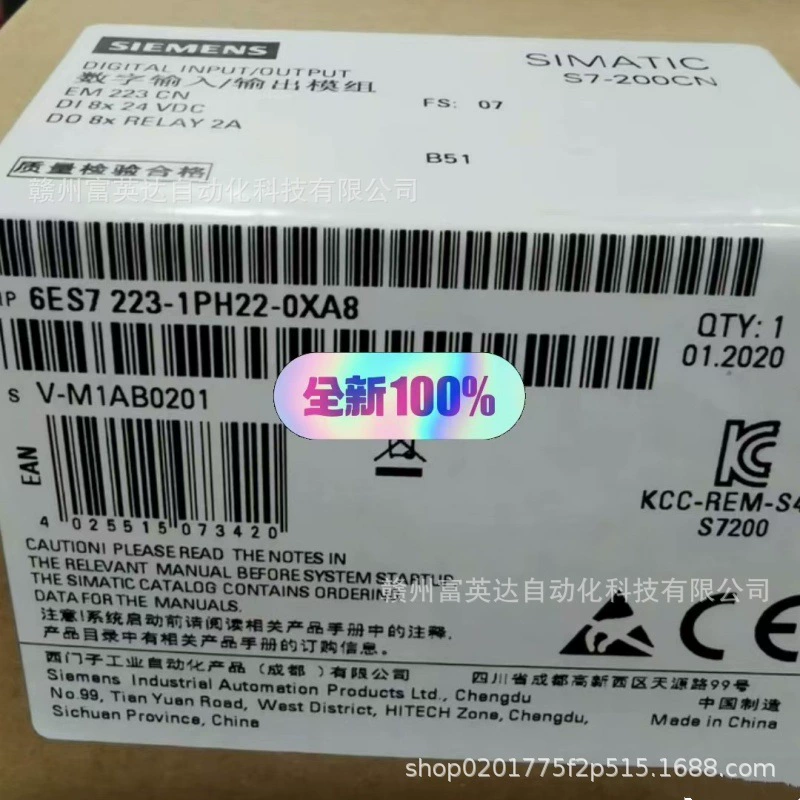 SIEMENS
SIMATIC
S7-200CN
DIGITAL INPUT/OUTPUT
数字输入/输出模组
EM 223 CN
DI 8x 24 VDC
DO 8x RELAY 2A
FS: 07
B51
质量检验合格
赣州富英达自动化科技有限公司
1P 6ES7 223-1PH22-0XA8
QTY: 1
01.2020
S V-M1AB0201
全新100%
EAN
4 025515 073420
KCC-REM-S4
S7200
CAUTION! PLEASE READ THE NOTES IN
THE RELEVANT MANUAL BEFORE SYSTEM STARTUP.
THE SIMATIC CATALOG CONTAINS ORDERING
DATA FOR THE MANUALS.
赣州富英达自动化科技有限公司
注意!系统启动前请阅读相关产品手册中的注释,
产品目录中有相关产品手册的订购信息。
CE
西门子工业自动化产品(成都)有限公司
四川省成都高新西区天源路99号
Siemens Industrial Automation Products Ltd., Chengdu
中国制造
No.99, Tian Yuan Road, West District, HITECH Zone, Chengdu,
Made in China
Sichuan Province, China
shop0201775f2p515.1688.com